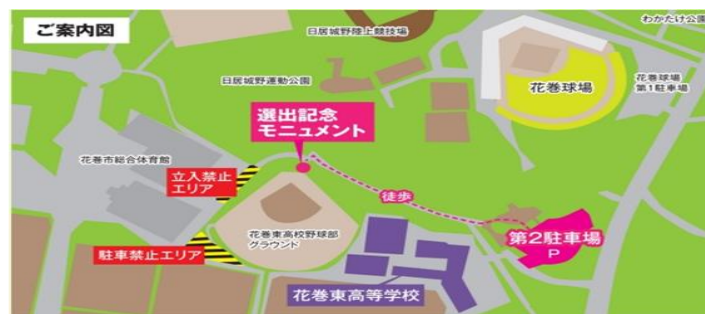 ご案内図
日居城野陸上競技場
わかたけ公園
日居城野運動公園
花巻球場
花巻球場
第1駐車場
選出記念
モニュメント
花巻市総合体育館
立入禁止
エリア
徒歩
花巻東高校野球部
グラウンド
第2駐車場
P
駐車禁止エリア
花巻東高等学校